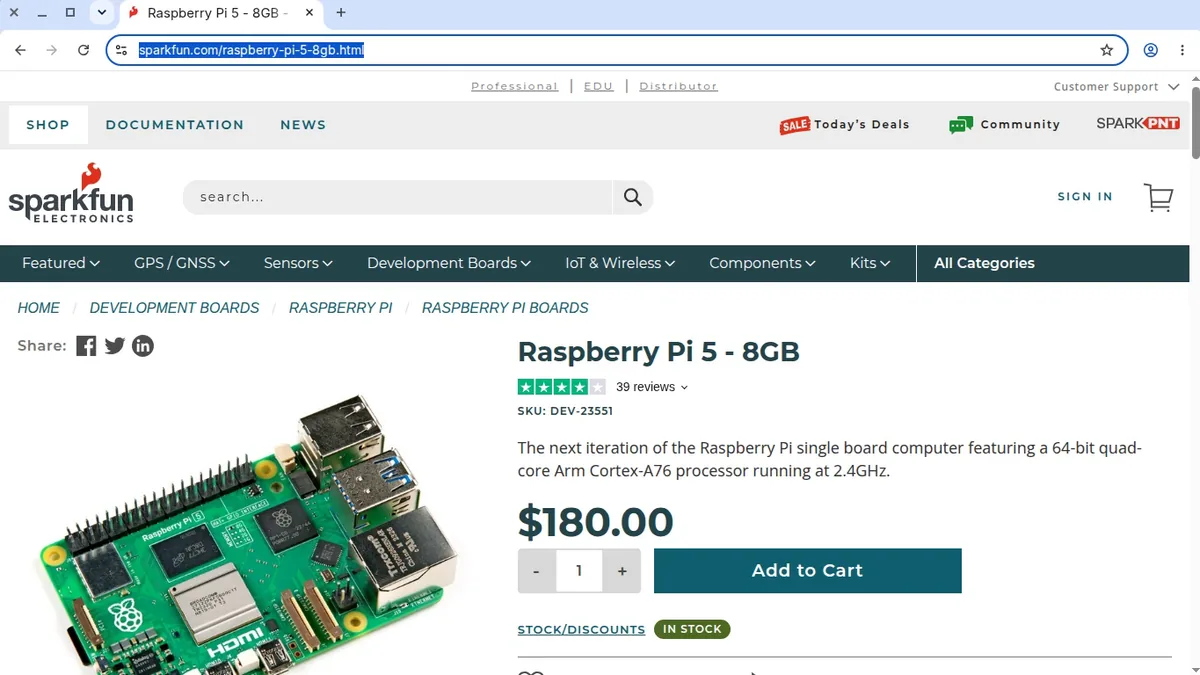 Raspberry Pi 5 - 8GB -
sparkfun.com/raspberry-pi-5-8gb.html
Professional | EDU | Distributor
Customer Support
SHOP DOCUMENTATION NEWS
SALE Today's Deals Community SPARK PNT
sparkfun
ELECTRONICS
search...
SIGN IN
Featured GPS / GNSS Sensors Development Boards IoT & Wireless Components Kits All Categories
HOME / DEVELOPMENT BOARDS / RASPBERRY PI / RASPBERRY PI BOARDS
Share:
Raspberry Pi 5 - 8GB
39 reviews
SKU: DEV-23551
The next iteration of the Raspberry Pi single board computer featuring a 64-bit quad-
core Arm Cortex-A76 processor running at 2.4GHz.
$180.00
- 1 +
Add to Cart
STOCK/DISCOUNTS IN STOCK
Raspberry Pi 5
HDMI